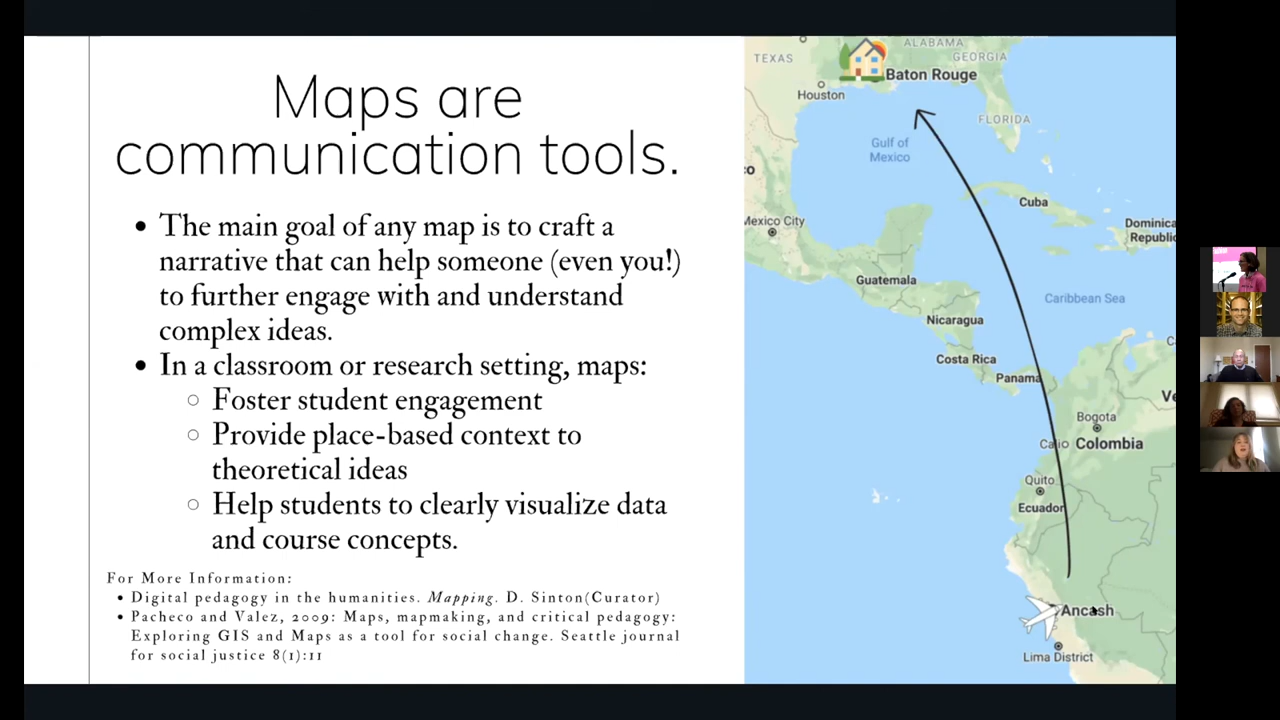 Maps are
communication tools.
• The main goal of any map is to craft a
narrative that can help someone (even you!)
to further engage with and understand
complex ideas.
• In a classroom or research setting, maps:
○ Foster student engagement
○ Provide place-based context to
theoretical ideas
○ Help students to clearly visualize data
and course concepts.
For More Information:
• Digital pedagogy in the humanities. Mapping. D. Sinton(Curator)
• Pacheco and Valez, 2009: Maps, mapmaking, and critical pedagogy:
Exploring GIS and Maps as a tool for social change. Seattle journal
for social justice 8(1):11
ALABAMA
TEXAS
GEORGIA
Baton Rouge
Houston
FLORIDA
Gulf of
Mexico
co
Cuba
Mexico City
Dominica
Republi
Guatemala
Caribbean Sea
Nicaragua
Costa Rica
Panama
Ve
Bogota
Colombia
Quito
Ecuador
Ancash
Lima District